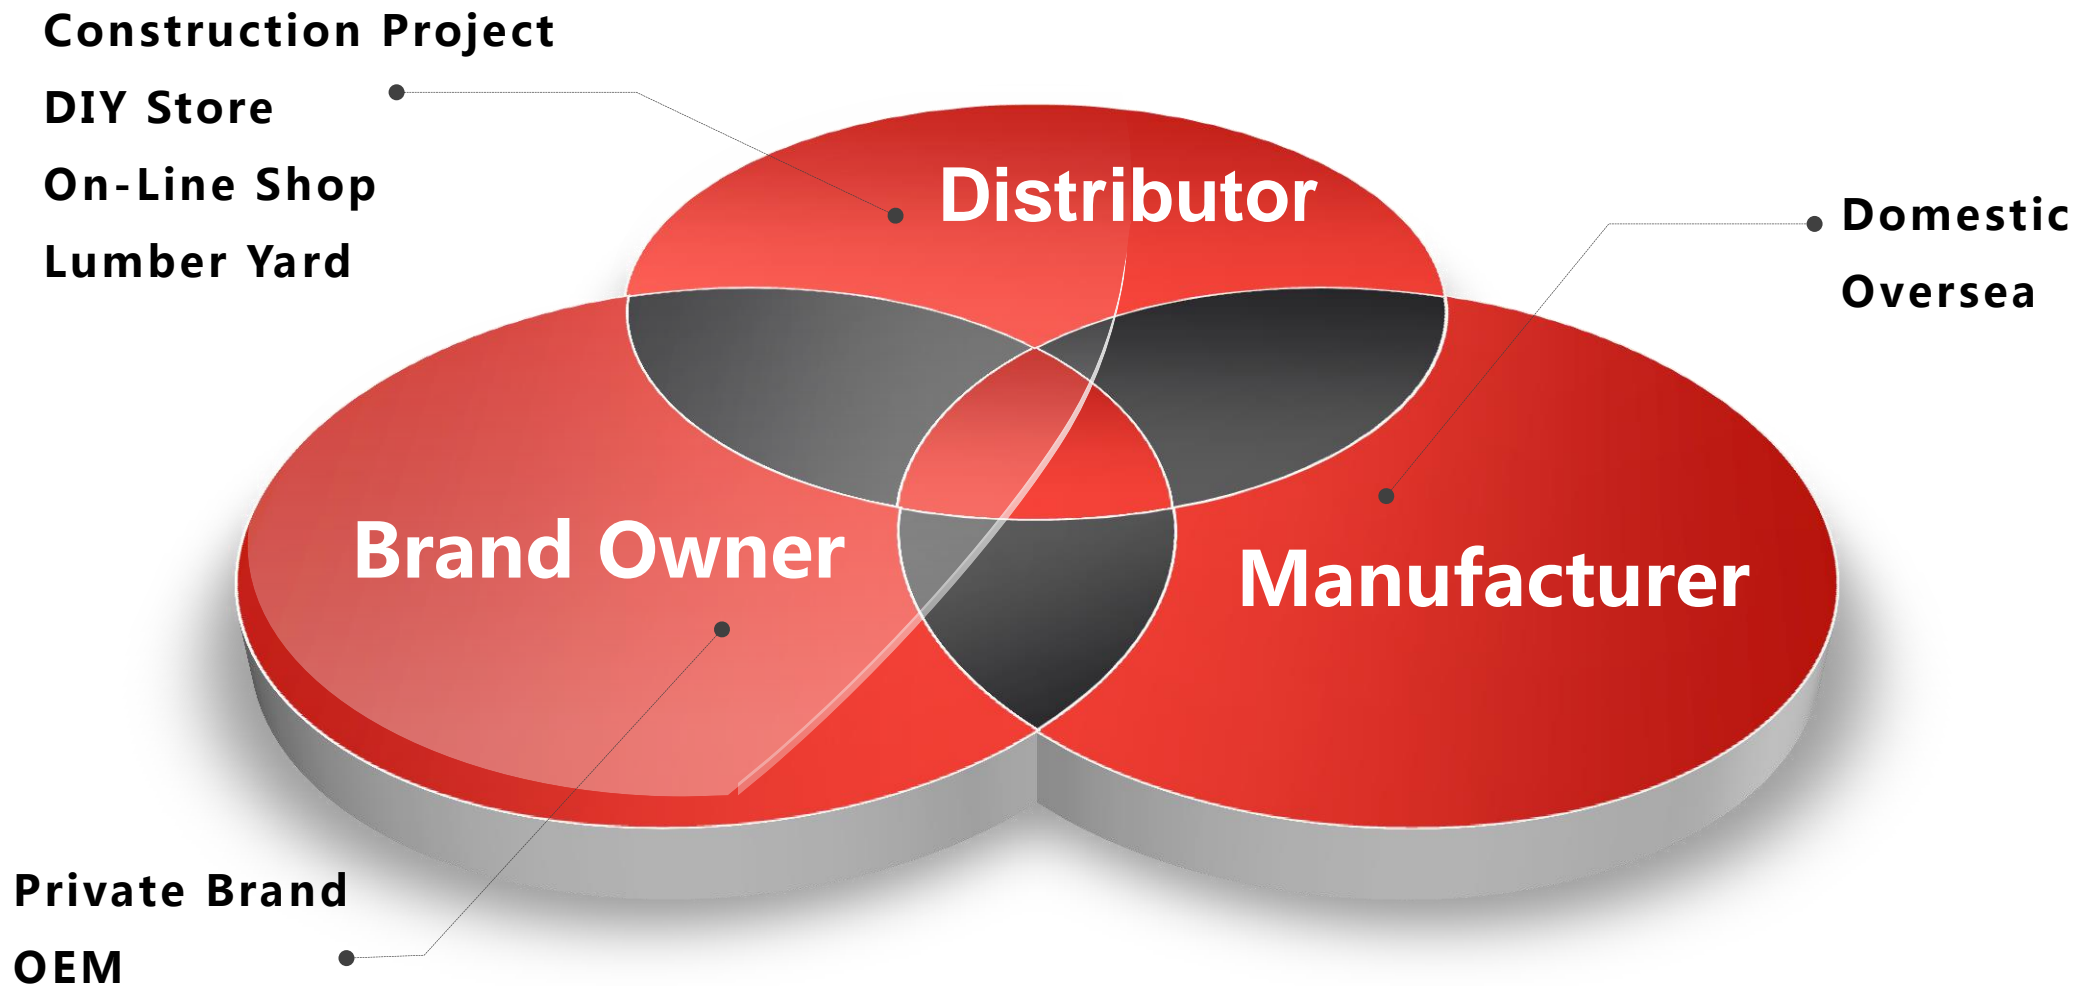 Construction Project
DIY Store
On-Line Shop
Lumber Yard
Distributor
Domestic
Oversea
Brand Owner
Manufacturer
Private Brand
OEM